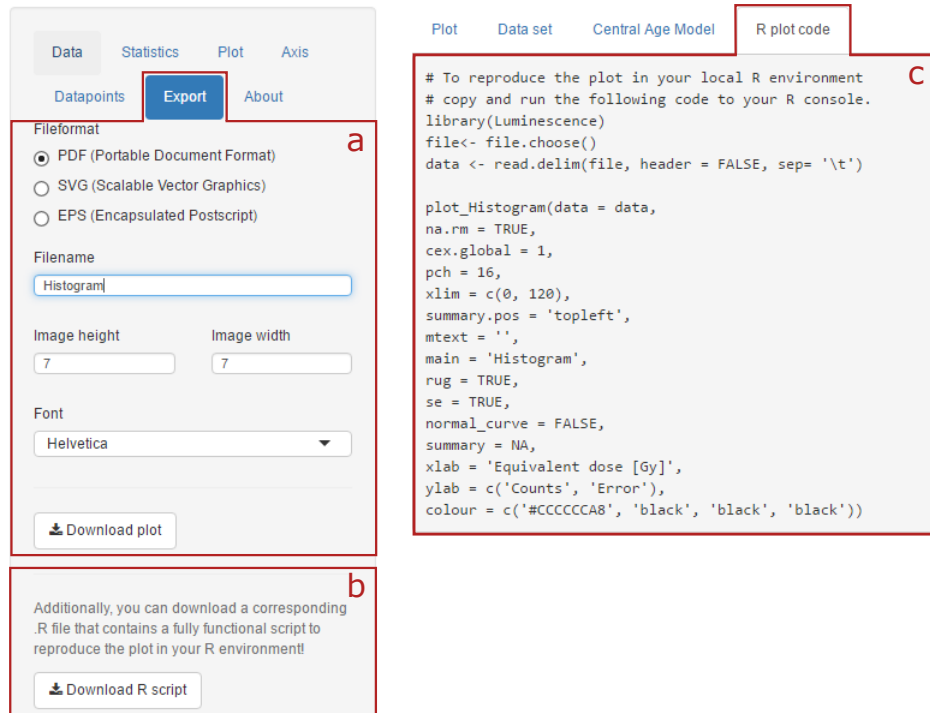 Data Statistics Plot Axis
Datapoints Export About
a
Fileformat
PDF (Portable Document Format)
SVG (Scalable Vector Graphics)
EPS (Encapsulated Postscript)
Filename
Histogram
Image height Image width
7 7
Font
Helvetica
Download plot
b
Additionally, you can download a corresponding
.R file that contains a fully functional script to
reproduce the plot in your R environment!
Download R script
Plot Data set Central Age Model R plot code
c
# To reproduce the plot in your local R environment
# copy and run the following code to your R console.
library(Luminescence)
file<- file.choose()
data <- read.delim(file, header = FALSE, sep= '\t')
plot_Histogram(data = data,
na.rm = TRUE,
cex.global = 1,
pch = 16,
xlim = c(0, 120),
summary.pos = 'topleft',
mtext = '',
main = 'Histogram',
rug = TRUE,
se = TRUE,
normal_curve = FALSE,
summary = NA,
xlab = 'Equivalent dose [Gy]',
ylab = c('Counts', 'Error'),
colour = c('#CCCCCCA8', 'black', 'black', 'black'))